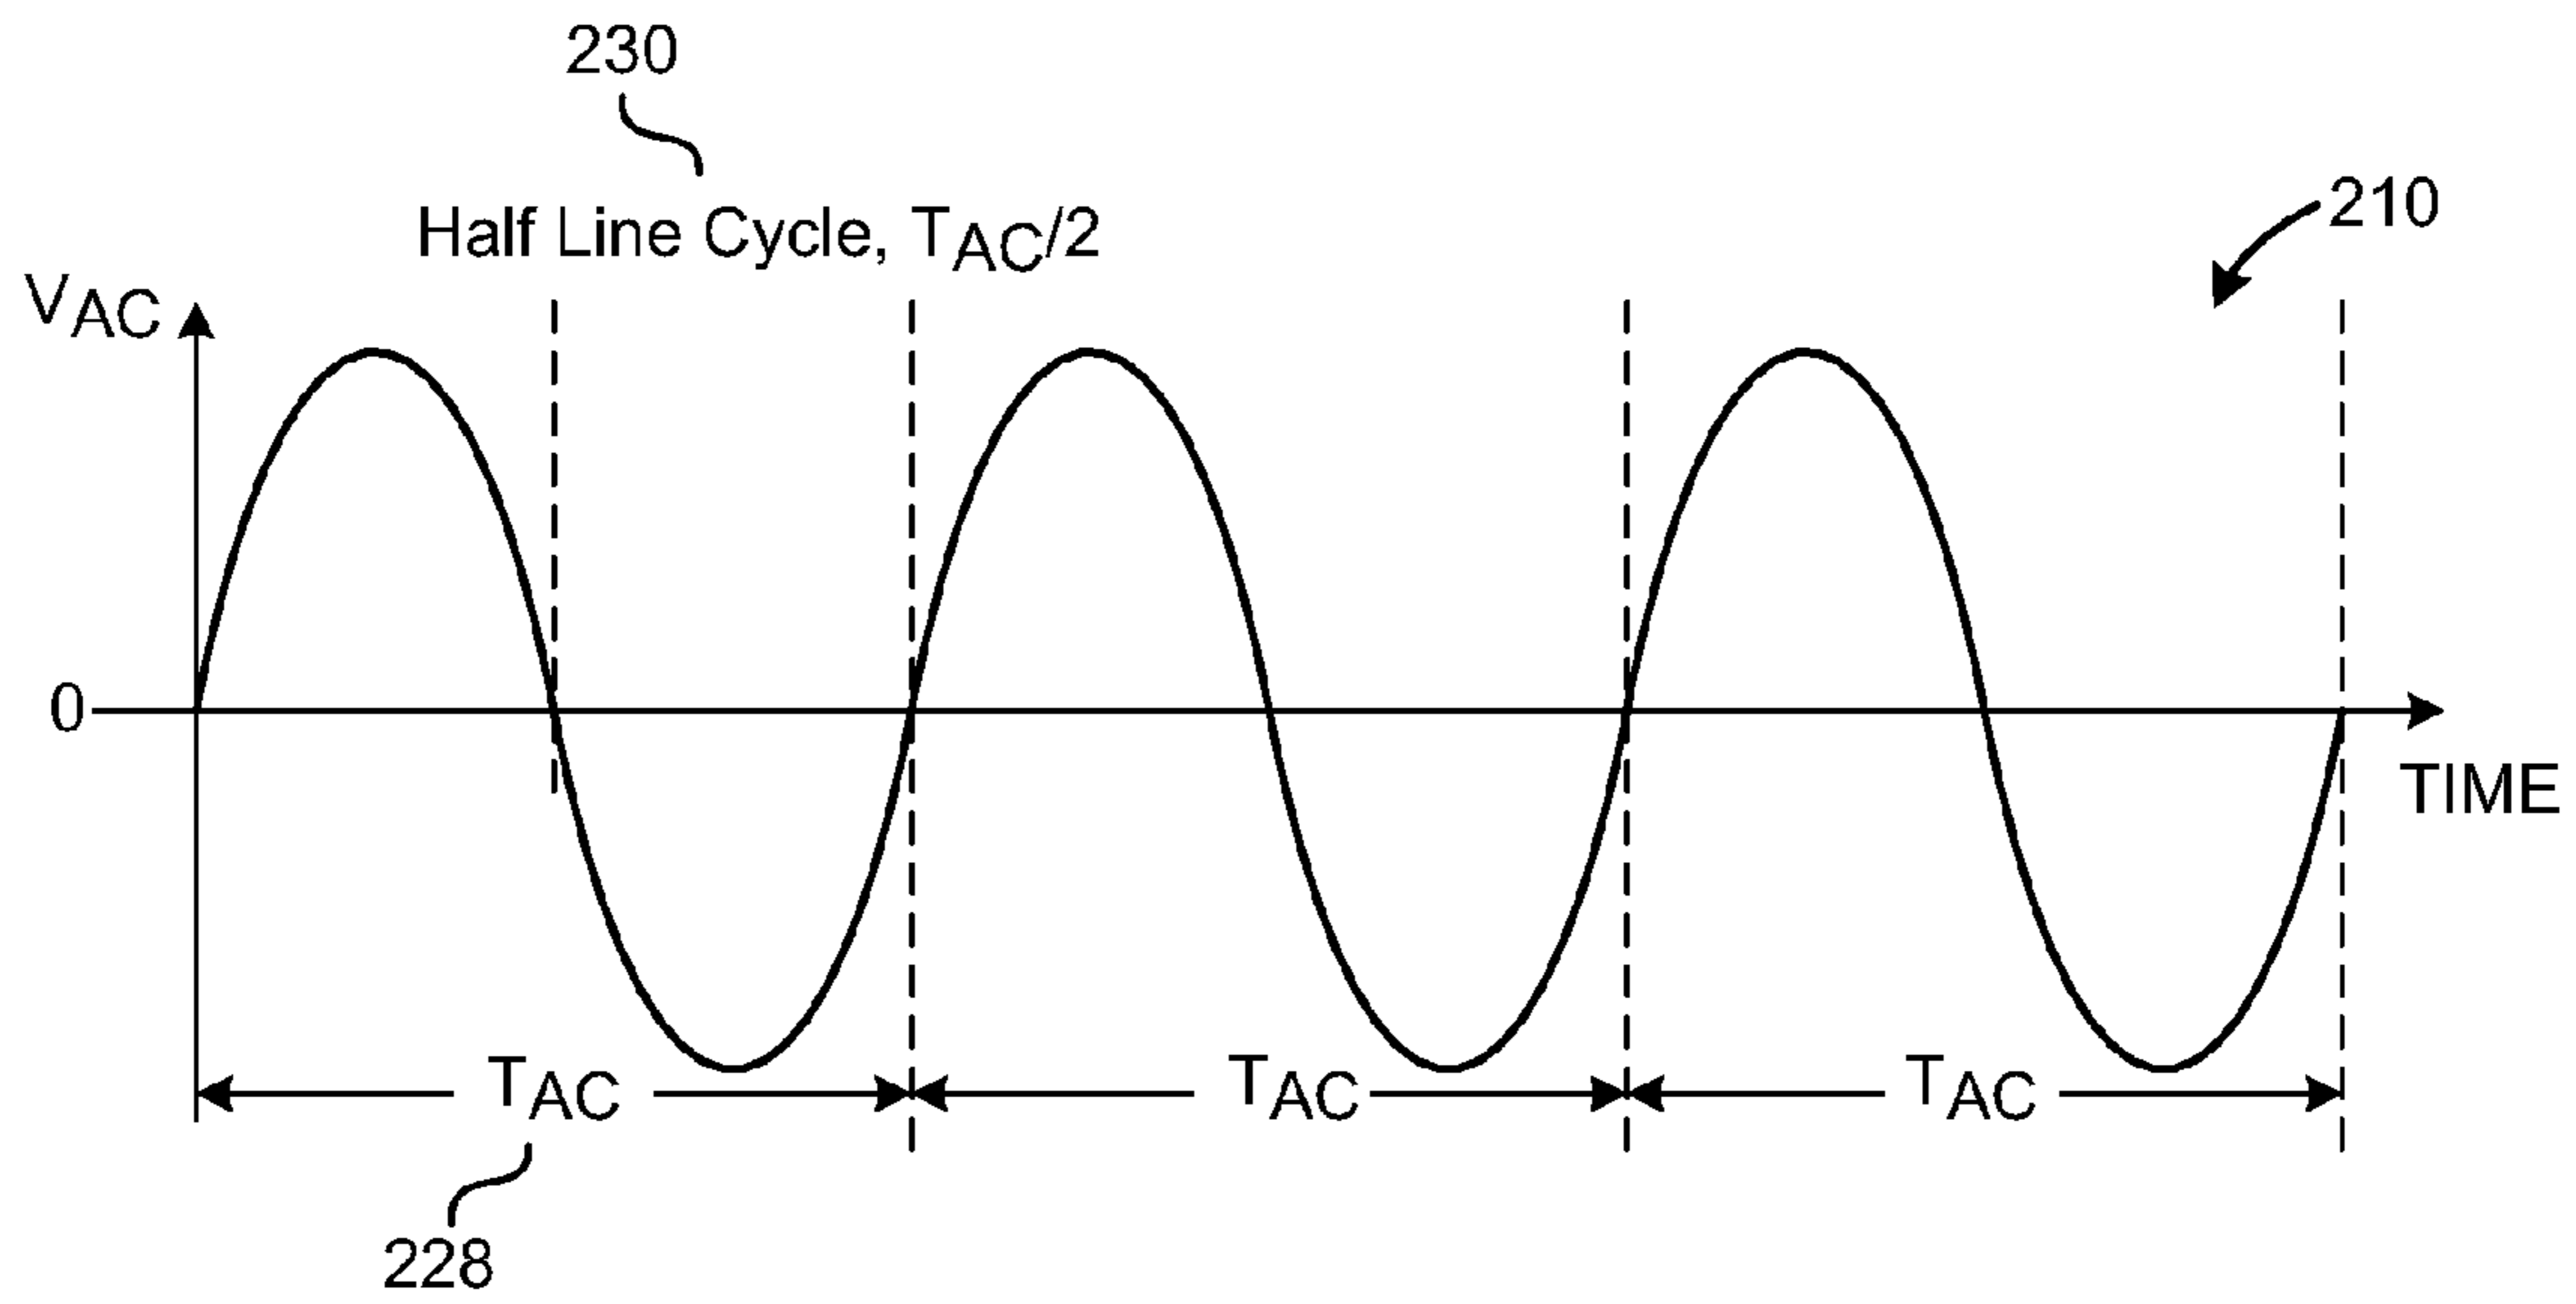 230
Half Line Cycle, TAC/2
210
VAC
0
TIME
TAC
TAC
TAC
228